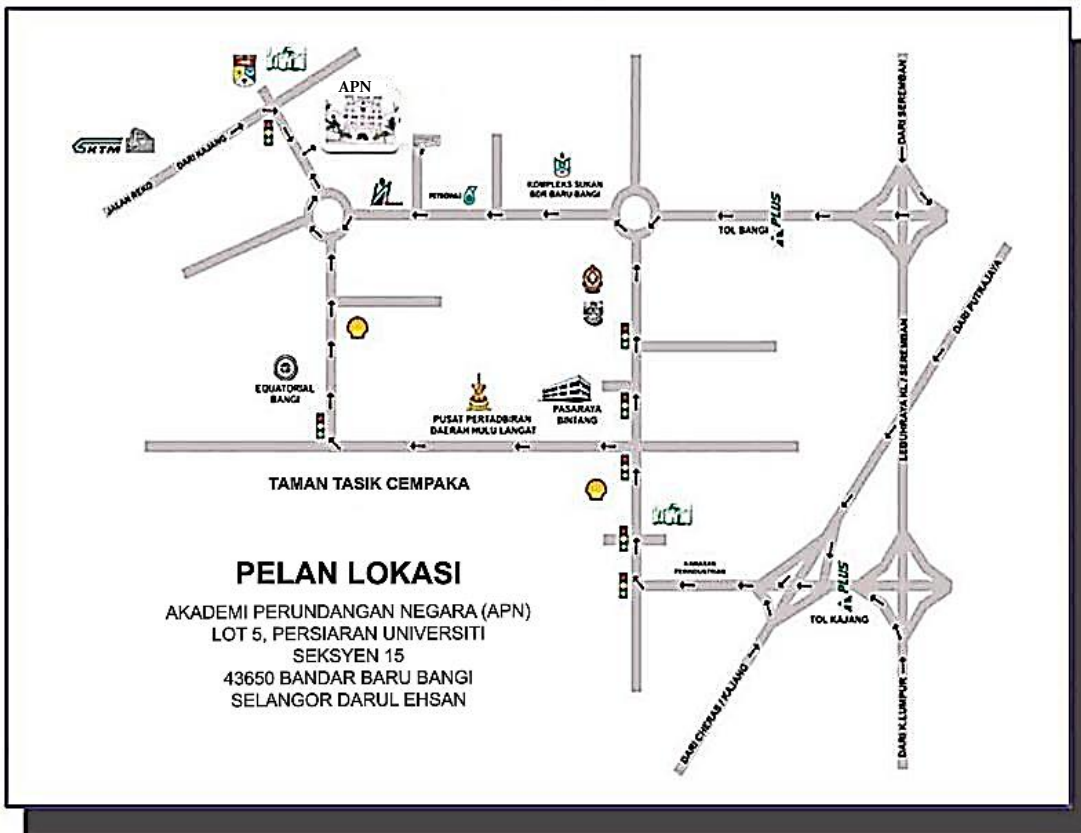 APN
KTM
JALAN REKO
DARI KAJANG
PETRONAS
KOMPLEKS SUKAN
BDR BARU BANGI
TOL BANGI
PLUS
DARI SEREMBAN
DARI PUTRAJAYA
LEBUHRAYA KL / SEREMBAN
EQUATORIAL
BANGI
PUSAT PERTADBIRAN
DAERAH HULU LANGAT
PASARAYA
BINTANG
TAMAN TASIK CEMPAKA
KAWASAN
PERINDUSTRIAN
PLUS
TOL KAJANG
DARI CHERAS / KAJANG
DARI K.LUMPUR
PELAN LOKASI
AKADEMI PERUNDANGAN NEGARA (APN)
LOT 5, PERSIARAN UNIVERSITI
SEKSYEN 15
43650 BANDAR BARU BANGI
SELANGOR DARUL EHSAN